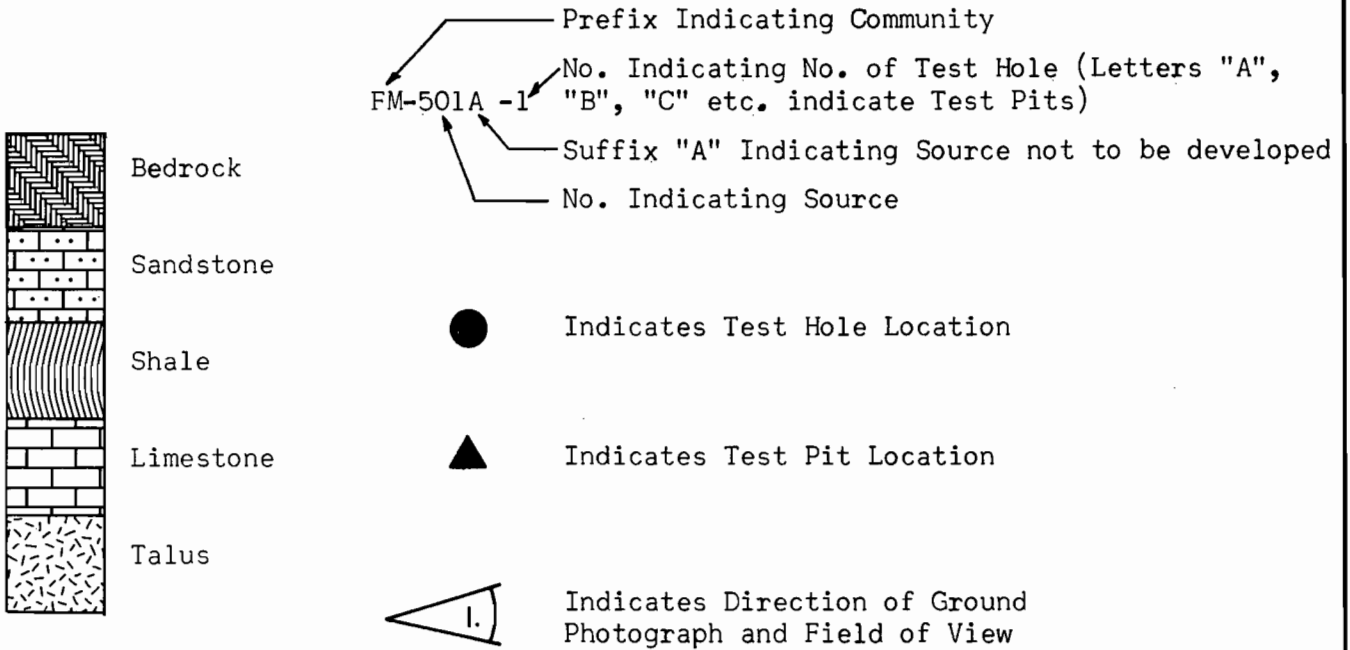 Prefix Indicating Community
No. Indicating No. of Test Hole (Letters "A",
"B", "C" etc. indicate Test Pits)
FM-501A -1
Suffix "A" Indicating Source not to be developed
No. Indicating Source
Bedrock
Sandstone
Shale
Limestone
Talus
Indicates Test Hole Location
Indicates Test Pit Location
1.
Indicates Direction of Ground
Photograph and Field of View